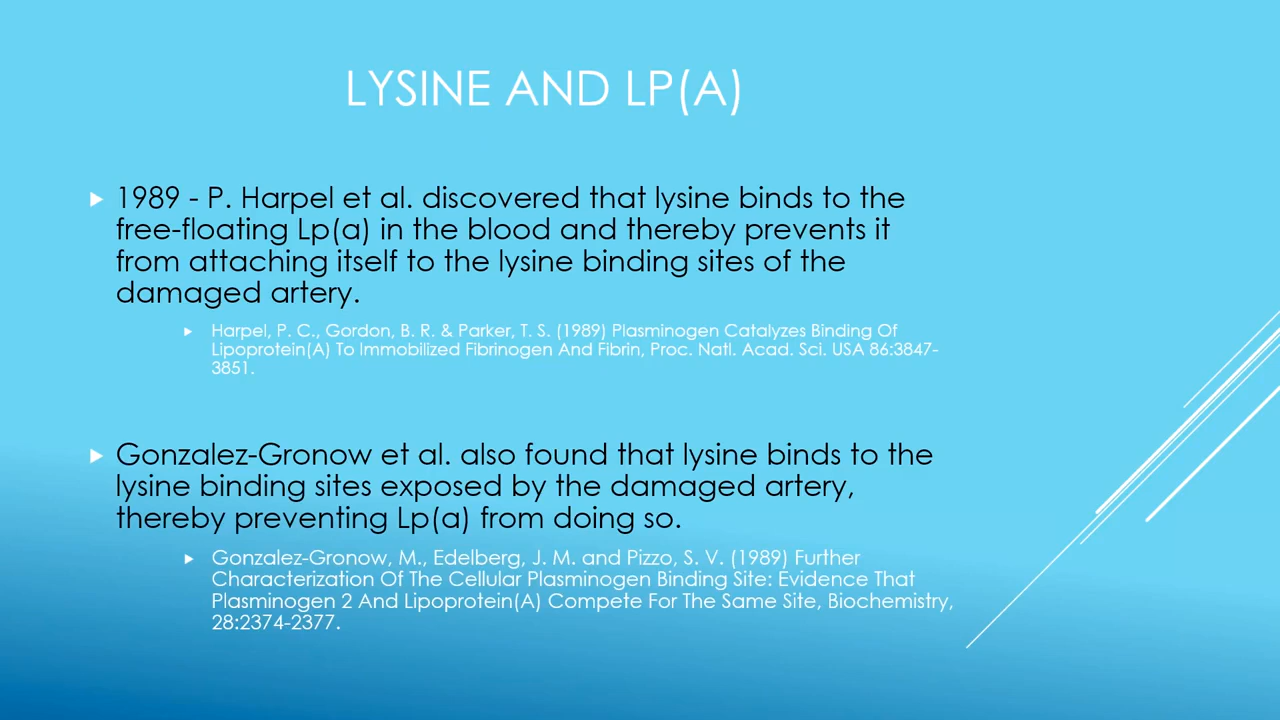 LYSINE AND LP(A)
1989 - P. Harpel et al. discovered that lysine binds to the
free-floating Lp(a) in the blood and thereby prevents it
from attaching itself to the lysine binding sites of the
damaged artery.
Harpel, P. C., Gordon, B. R. & Parker, T. S. (1989) Plasminogen Catalyzes Binding Of
Lipoprotein(A) To Immobilized Fibrinogen And Fibrin, Proc. Natl. Acad. Sci. USA 86:3847-
3851.
Gonzalez-Gronow et al. also found that lysine binds to the
lysine binding sites exposed by the damaged artery,
thereby preventing Lp(a) from doing so.
Gonzalez-Gronow, M., Edelberg, J. M. and Pizzo, S. V. (1989) Further
Characterization Of The Cellular Plasminogen Binding Site: Evidence That
Plasminogen 2 And Lipoprotein(A) Compete For The Same Site, Biochemistry,
28:2374-2377.